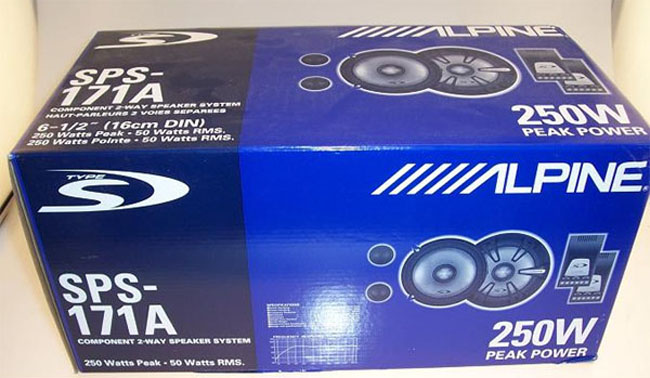 TYPE
S
SPS-
171A
COMPONENT 2-WAY SPEAKER SYSTEM
HAUT-PARLEURS 2 VOIES SEPAREES
6-1/2" (16cm DIN)
250 Watts Peak - 50 Watts RMS.
250 Watts Pointe - 50 Watts RMS.
ALPINE
250W
PEAK POWER
TYPE
S
SPS-
171A
COMPONENT 2-WAY SPEAKER SYSTEM
250 Watts Peak - 50 Watts RMS.
ALPINE
SPECIFICATIONS
250W
PEAK POWER